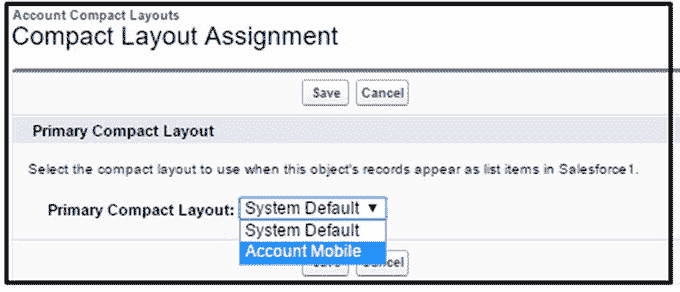 Account Compact Layouts
Compact Layout Assignment
Save Cancel
Primary Compact Layout
Select the compact layout to use when this object's records appear as list items in Salesforce1.
Primary Compact Layout: System Default ▼
System Default
Account Mobile
Save Cancel